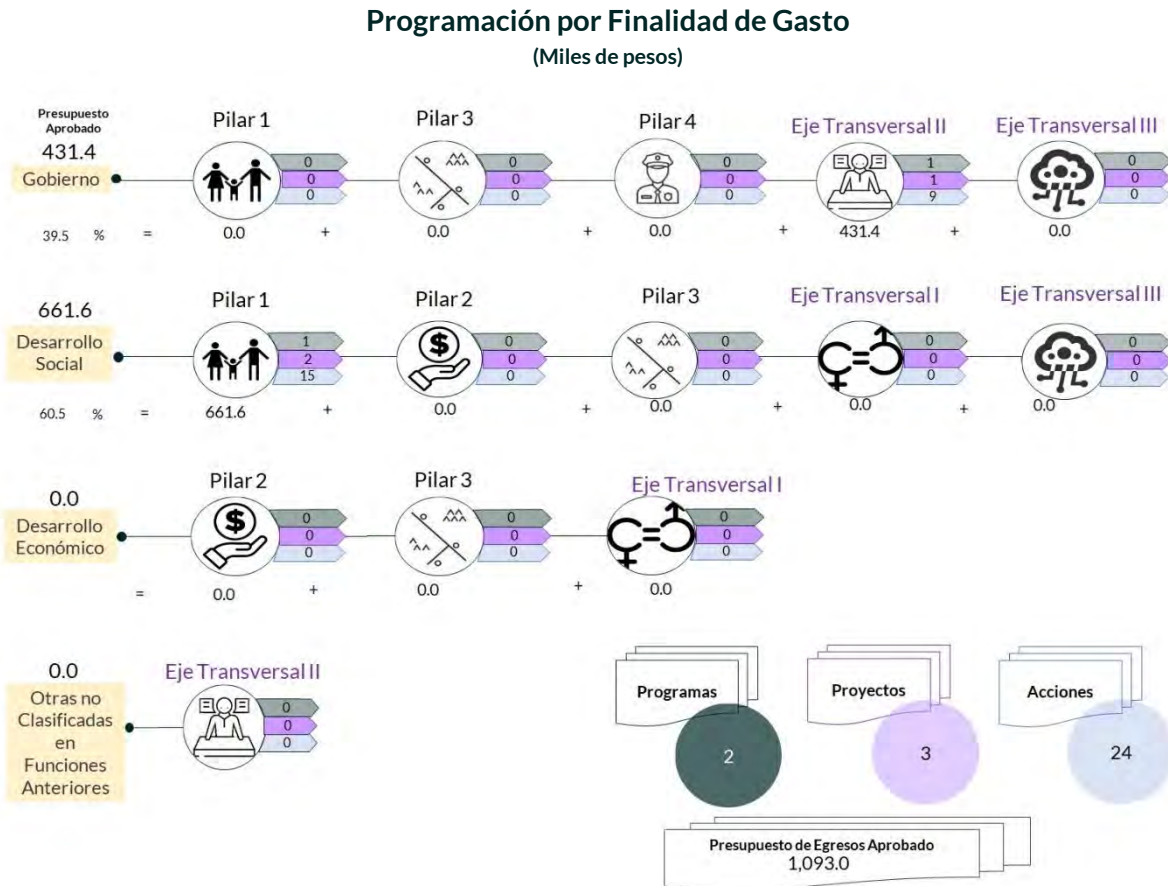 Programación por Finalidad de Gasto
(Miles de pesos)
Presupuesto
Aprobado
431.4
Gobierno
Pilar 1
0
0
0
Pilar 3
0
0
0
Pilar 4
0
0
0
Eje Transversal II
1
1
9
Eje Transversal III
0
0
0
39.5 % = 0.0 + 0.0 + 0.0 + 431.4 + 0.0
661.6
Desarrollo
Social
Pilar 1
1
2
15
Pilar 2
0
0
0
Pilar 3
0
0
0
Eje Transversal I
0
0
0
Eje Transversal III
0
0
0
60.5 % = 661.6 + 0.0 + 0.0 + 0.0 + 0.0
0.0
Desarrollo
Económico
Pilar 2
0
0
0
Pilar 3
0
0
0
Eje Transversal I
0
0
0
= 0.0 + 0.0 + 0.0
0.0
Otras no
Clasificadas
en
Funciones
Anteriores
Eje Transversal II
0
0
0
Programas
2
Proyectos
3
Acciones
24
Presupuesto de Egresos Aprobado
1,093.0